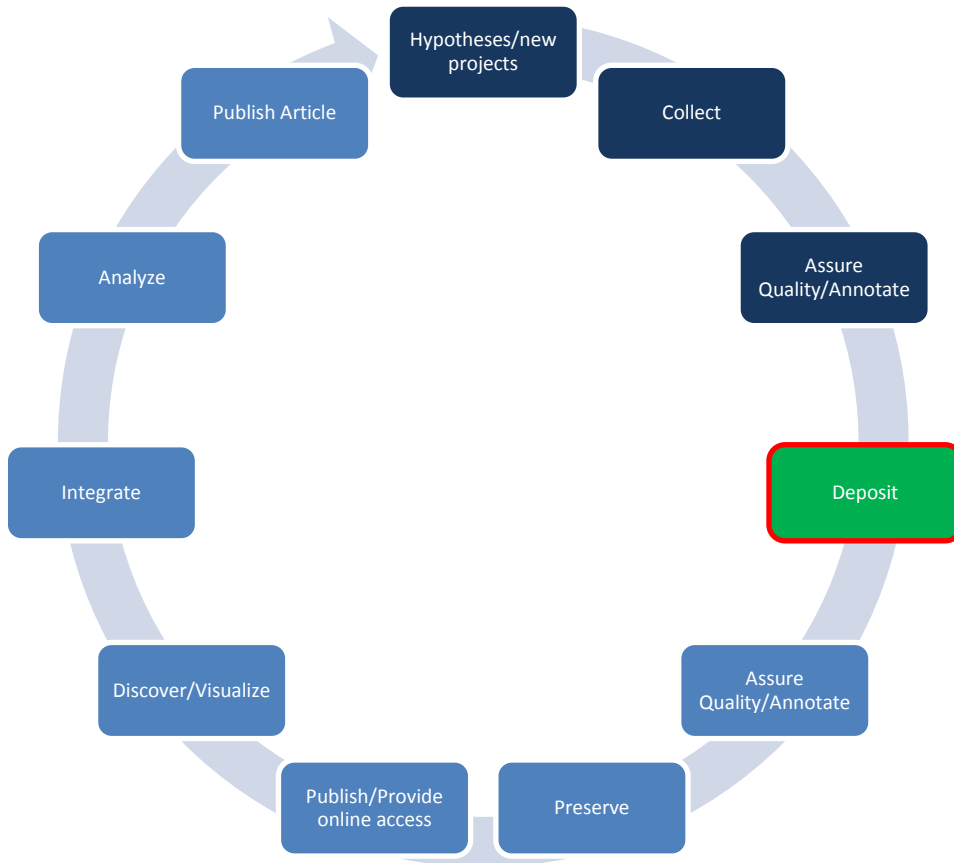 Hypotheses/new
projects
Collect
Assure
Quality/Annotate
Deposit
Assure
Quality/Annotate
Preserve
Publish/Provide
online access
Discover/Visualize
Integrate
Analyze
Publish Article